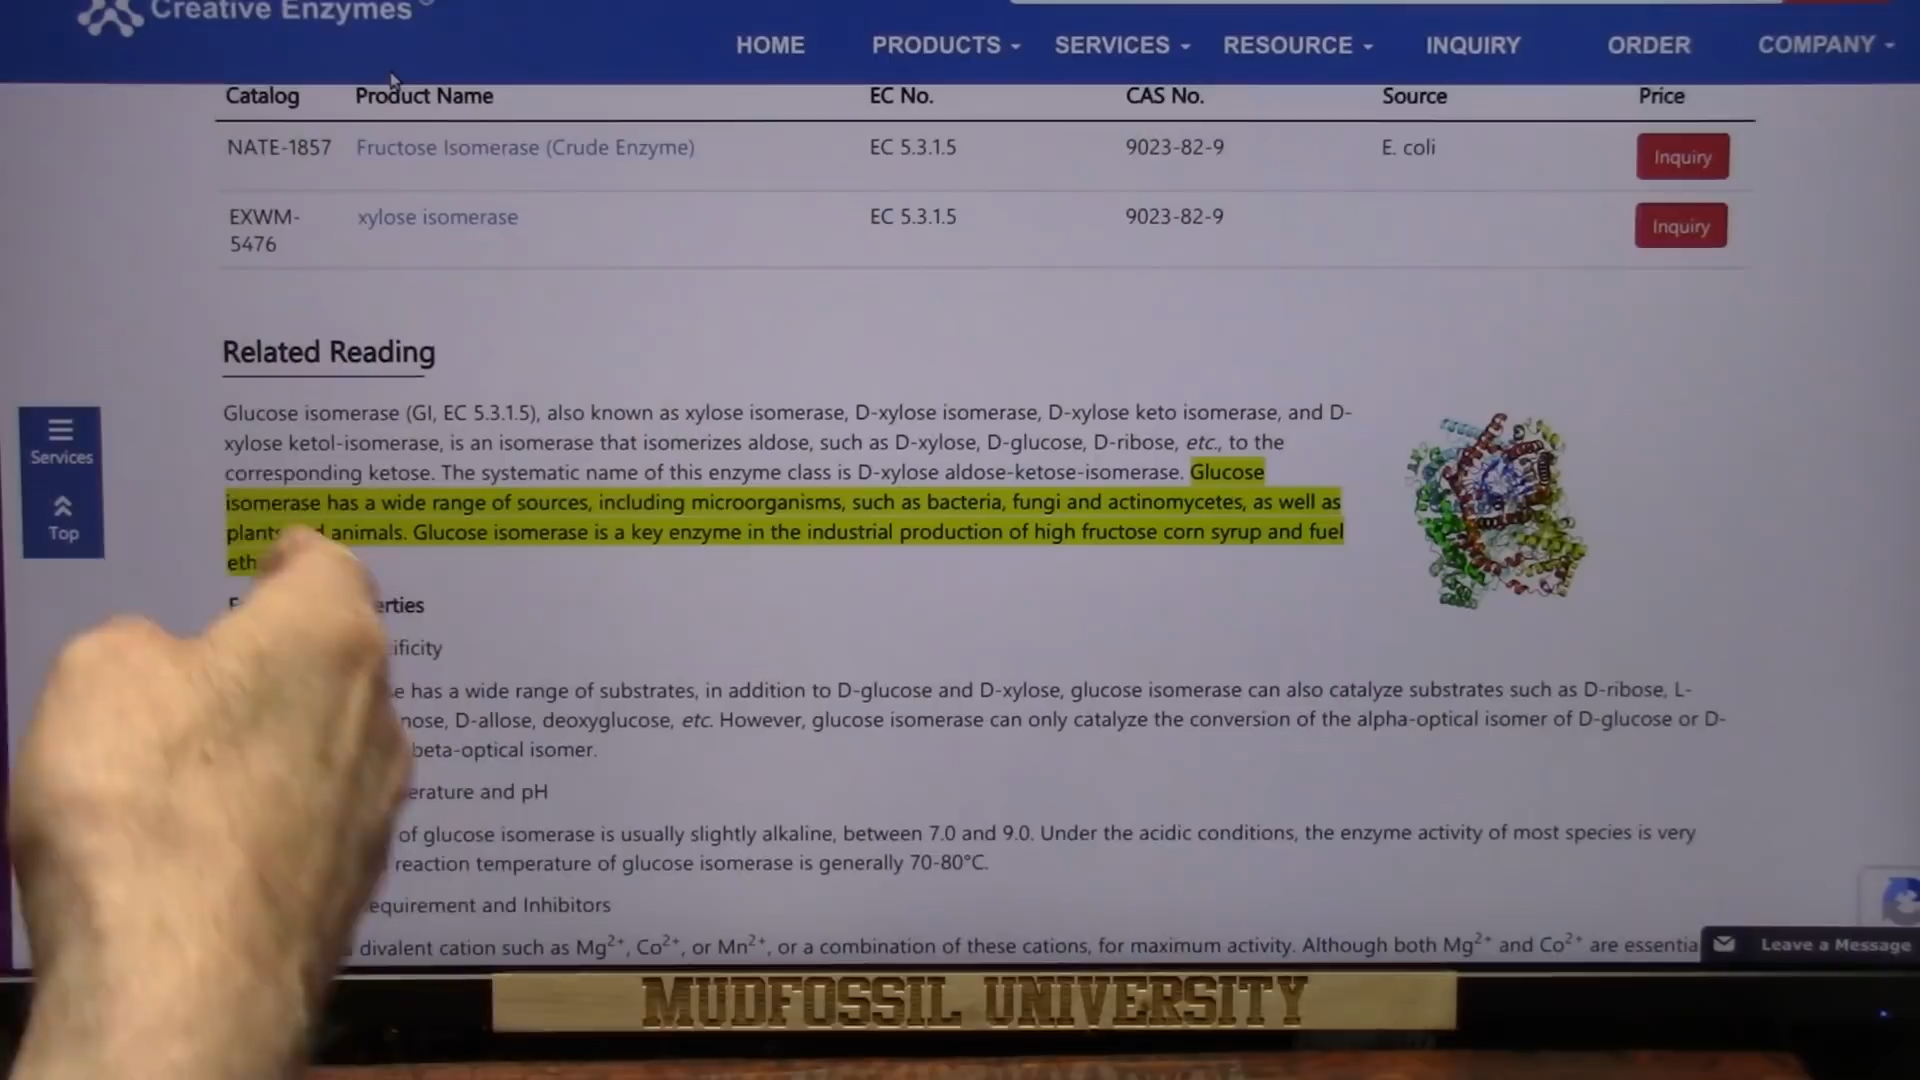 Creative Enzymes
HOME PRODUCTS SERVICES RESOURCE INQUIRY ORDER COMPANY
Catalog Product Name EC No. CAS No. Source Price
NATE-1857 Fructose Isomerase (Crude Enzyme) EC 5.3.1.5 9023-82-9 E. coli Inquiry
EXWM-5476 xylose isomerase EC 5.3.1.5 9023-82-9 Inquiry
Related Reading
Glucose isomerase (GI, EC 5.3.1.5), also known as xylose isomerase, D-xylose isomerase, D-xylose keto isomerase, and D-
xylose ketol-isomerase, is an isomerase that isomerizes aldose, such as D-xylose, D-glucose, D-ribose, etc., to the
corresponding ketose. The systematic name of this enzyme class is D-xylose aldose-ketose-isomerase. Glucose
isomerase has a wide range of sources, including microorganisms, such as bacteria, fungi and actinomycetes, as well as
plants animals. Glucose isomerase is a key enzyme in the industrial production of high fructose corn syrup and fuel
eth
erties
ificity
e has a wide range of substrates, in addition to D-glucose and D-xylose, glucose isomerase can also catalyze substrates such as D-ribose, L-
nose, D-allose, deoxyglucose, etc. However, glucose isomerase can only catalyze the conversion of the alpha-optical isomer of D-glucose or D-
beta-optical isomer.
erature and pH
of glucose isomerase is usually slightly alkaline, between 7.0 and 9.0. Under the acidic conditions, the enzyme activity of most species is very
reaction temperature of glucose isomerase is generally 70-80°C.
equirement and Inhibitors
divalent cation such as Mg2+, Co2+, or Mn2+, or a combination of these cations, for maximum activity. Although both Mg2+ and Co2+ are essentia
Services
Top
Leave a Message
MUDFOSSIL UNIVERSITY